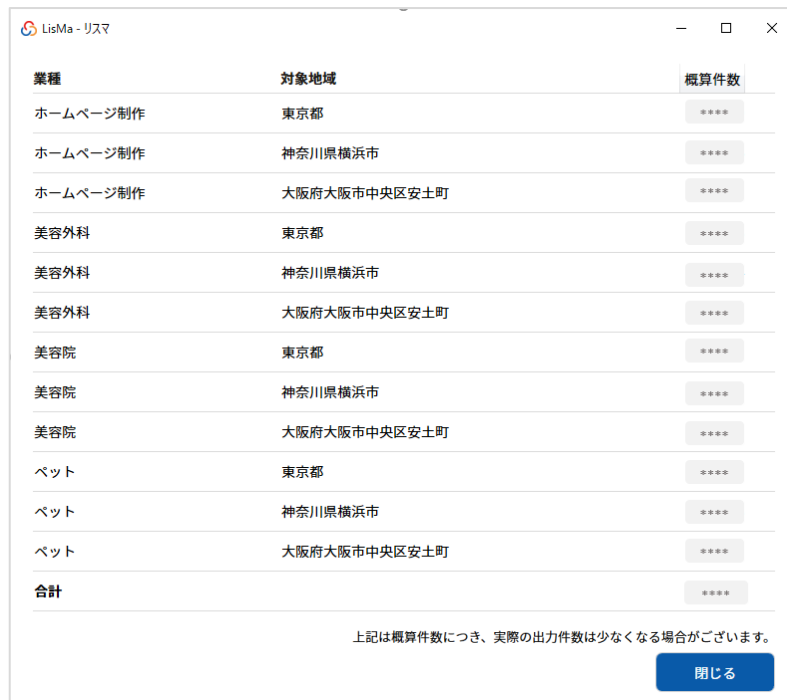 LisMa - リスマ
業種 対象地域 概算件数
ホームページ制作 東京都 ****
ホームページ制作 神奈川県横浜市 ****
ホームページ制作 大阪府大阪市中央区安土町 ****
美容外科 東京都 ****
美容外科 神奈川県横浜市 ****
美容外科 大阪府大阪市中央区安土町 ****
美容院 東京都 ****
美容院 神奈川県横浜市 ****
美容院 大阪府大阪市中央区安土町 ****
ペット 東京都 ****
ペット 神奈川県横浜市 ****
ペット 大阪府大阪市中央区安土町 ****
合計 ****
上記は概算件数につき、実際の出力件数は少なくなる場合がございます。
閉じる